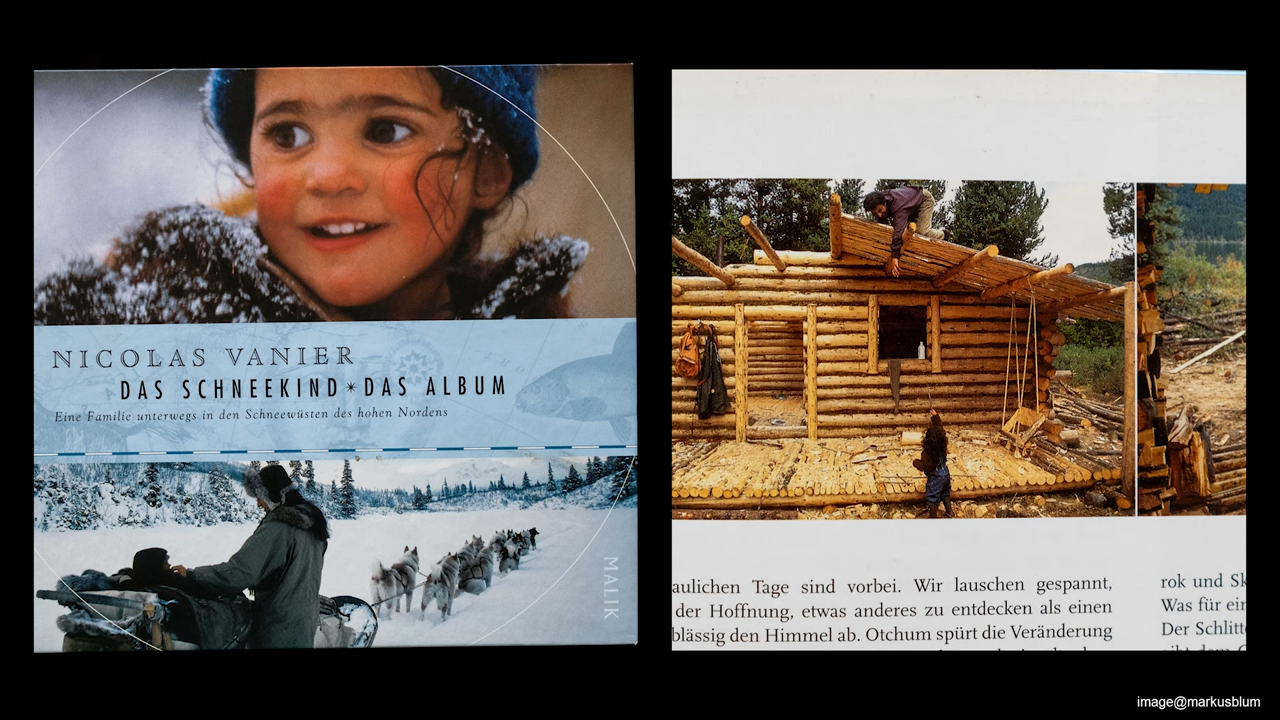 NICOLAS VANIER
DAS SCHNEEKIND✶DAS ALBUM
Eine Familie unterwegs in den Schneewüsten des hohen Nordens
MALIK
aulichen Tage sind vorbei. Wir lauschen gespannt,
der Hoffnung, etwas anderes zu entdecken als einen
blässig den Himmel ab. Otchum spürt die Veränderung
rok und Sk
Was für ein
Der Schlitt
image@markusblum